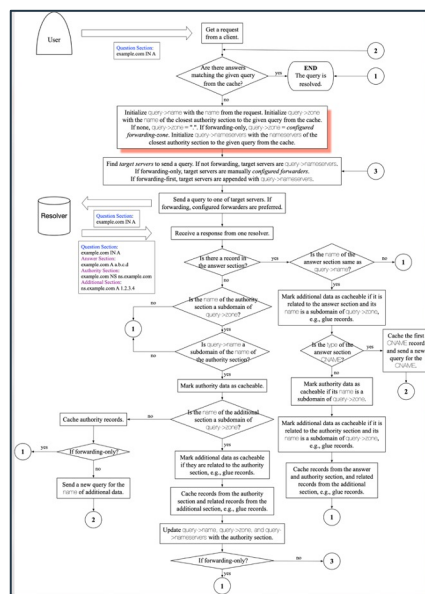 User
Question Section:
example.com IN A
Get a request
from a client.
2
Are there answers
matching the given query
from the cache?
yes
END
The query is
resolved.
1
no
Initialize query->name with the name from the request. Initialize query->zone
with the name of the closest authority section to the given query from the cache.
If none, query->zone = ".". If forwarding-only, query->zone = configured
forwarding-zone. Initialize query->nameservers with the nameservers of the
closest authority section to the given query from the cache.
Find target servers to send a query. If not forwarding, target servers are query->nameservers.
If forwarding-only, target servers are manually configured forwarders.
If forwarding-first, target servers are appended with query->nameservers.
3
Send a query to one of target servers. If
forwarding, configured forwarders are preferred.
Resolver
Question Section:
example.com IN A
Receive a response from one resolver.
Question Section:
example.com IN A
Answer Section:
example.com A a.b.c.d
Authority Section:
example.com NS ns.example.com
Additional Section:
ns.example.com A 1.2.3.4
Is there a record in
the answer section?
yes
Is the name of the
answer section same as
query->name?
no
1
no
yes
Is the name of the authority
section a subdomain of
query->zone?
no
Mark additional data as cacheable if it is
related to the answer section and its
name is a subdomain of query->zone,
e.g., glue records.
1
yes
Is query->name a
subdomain of the name of
the authority section?
no
Is the type of the
answer section
CNAME?
yes
Cache the first
CNAME record
and send a new
query for the
CNAME.
2
yes
Mark authority data as cacheable.
no
Mark authority data as
cacheable if its name is a
subdomain of query->zone.
Is the name of the additional
section a subdomain of
query->zone?
no
Cache authority records.
Mark additional data as cacheable if it is
related to the authority section and its
name is a subdomain of query->zone,
e.g., glue records.
yes
If forwarding-only?
yes
1
Mark additional data as cacheable
if they are related to the authority
section, e.g., glue records.
no
Send a new query for the
name of additional data.
2
Cache records from the answer
and authority section, and related
records from the additional
section, e.g., glue records.
1
Cache records from the authority
section and related records from the
additional section, e.g., glue records.
Update query->name, query->zone, and query-
>nameservers with the authority section.
If forwarding-only?
no
3
yes
1